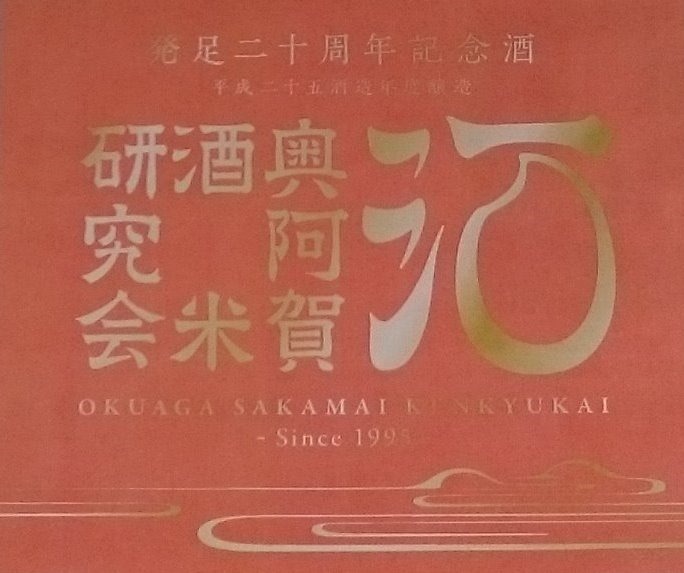 発足二十周年記念酒
平成二十五酒造年度醸造
奥阿賀
酒米
研究会
OKUAGA SAKAMAI KENKYUKAI
- Since 1995 -